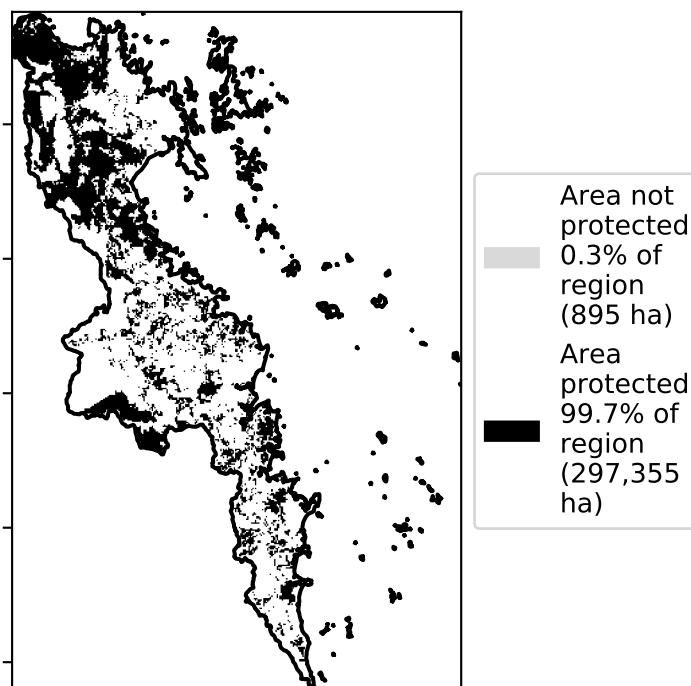 Area not
protected
0.3% of
region
(895 ha)
Area
protected
99.7% of
region
(297,355
ha)